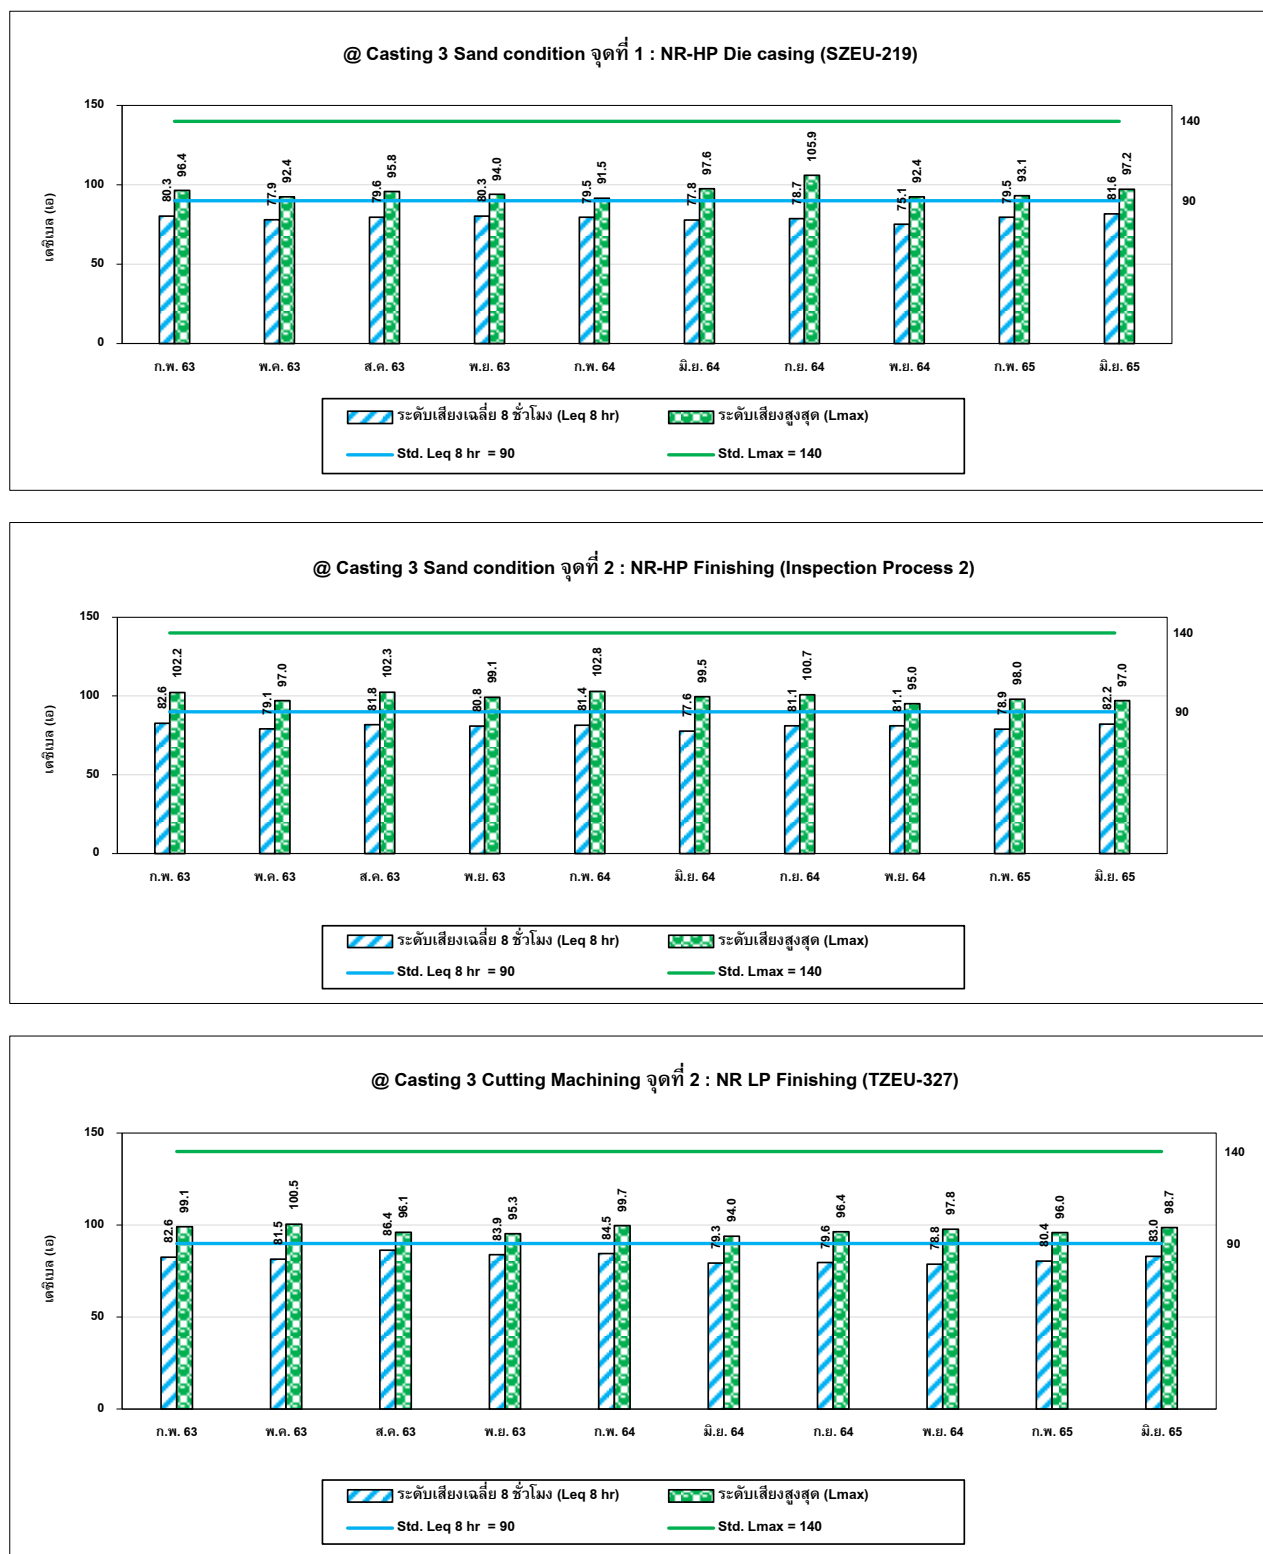 @ Casting 3 Sand condition จุดที่ 1 : NR-HP Die casing (SZEU-219)
เดซิเบล (เอ)
150
100
50
0
140
90
80.3 96.4 77.9 92.4 79.6 95.8 80.3 94.0 79.5 91.5 77.8 97.6 78.7 105.9 75.1 92.4 79.5 93.1 81.6 97.2
ก.พ. 63 พ.ค. 63 ส.ค. 63 พ.ย. 63 ก.พ. 64 มิ.ย. 64 ก.ย. 64 พ.ย. 64 ก.พ. 65 มิ.ย. 65
ระดับเสียงเฉลี่ย 8 ชั่วโมง (Leq 8 hr) ระดับเสียงสูงสุด (Lmax)
Std. Leq 8 hr = 90 Std. Lmax = 140
@ Casting 3 Sand condition จุดที่ 2 : NR-HP Finishing (Inspection Process 2)
เดซิเบล (เอ)
150
100
50
0
140
90
82.6 102.2 79.1 97.0 81.8 102.3 80.8 99.1 81.4 102.8 77.6 99.5 81.1 100.7 81.1 95.0 78.9 98.0 82.2 97.0
ก.พ. 63 พ.ค. 63 ส.ค. 63 พ.ย. 63 ก.พ. 64 มิ.ย. 64 ก.ย. 64 พ.ย. 64 ก.พ. 65 มิ.ย. 65
ระดับเสียงเฉลี่ย 8 ชั่วโมง (Leq 8 hr) ระดับเสียงสูงสุด (Lmax)
Std. Leq 8 hr = 90 Std. Lmax = 140
@ Casting 3 Cutting Machining จุดที่ 2 : NR LP Finishing (TZEU-327)
เดซิเบล (เอ)
150
100
50
0
140
90
82.6 99.1 81.5 100.5 86.4 96.1 83.9 95.3 84.5 99.7 79.3 94.0 79.6 96.4 78.8 97.8 80.4 96.0 83.0 98.7
ก.พ. 63 พ.ค. 63 ส.ค. 63 พ.ย. 63 ก.พ. 64 มิ.ย. 64 ก.ย. 64 พ.ย. 64 ก.พ. 65 มิ.ย. 65
ระดับเสียงเฉลี่ย 8 ชั่วโมง (Leq 8 hr) ระดับเสียงสูงสุด (Lmax)
Std. Leq 8 hr = 90 Std. Lmax = 140